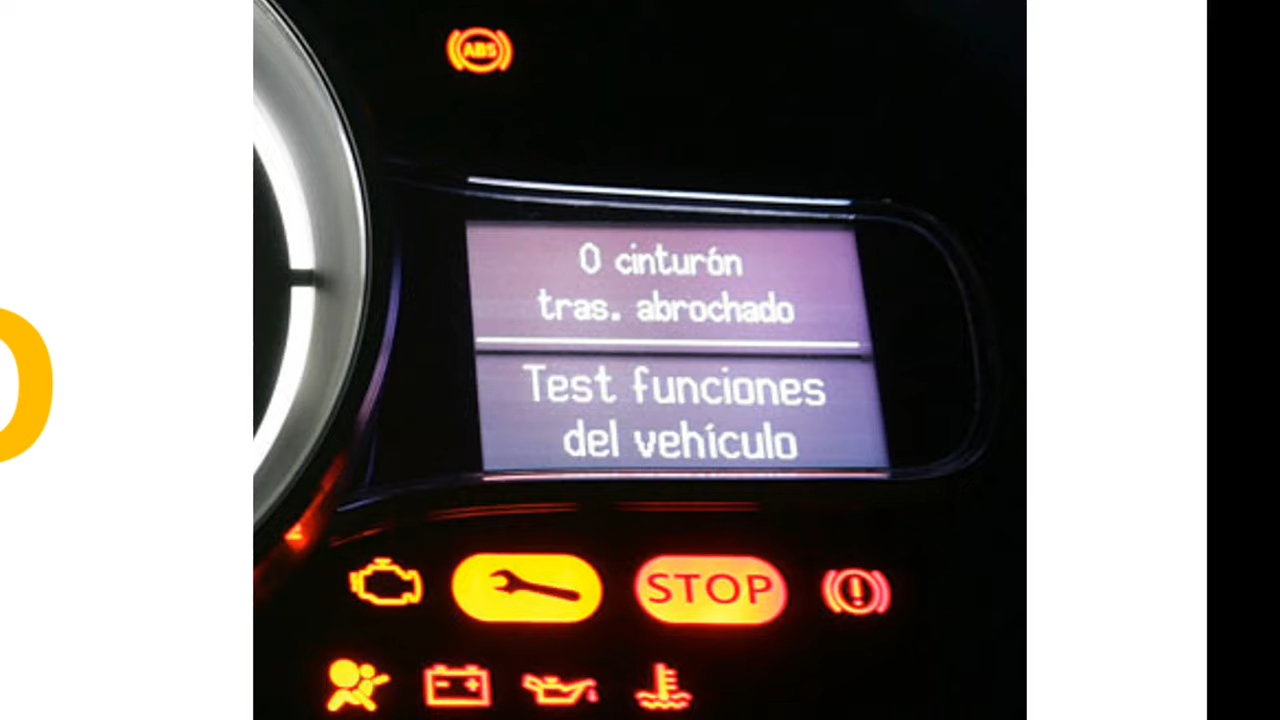 ABS
0 cinturón
tras. abrochado
Test funciones
del vehículo
STOP